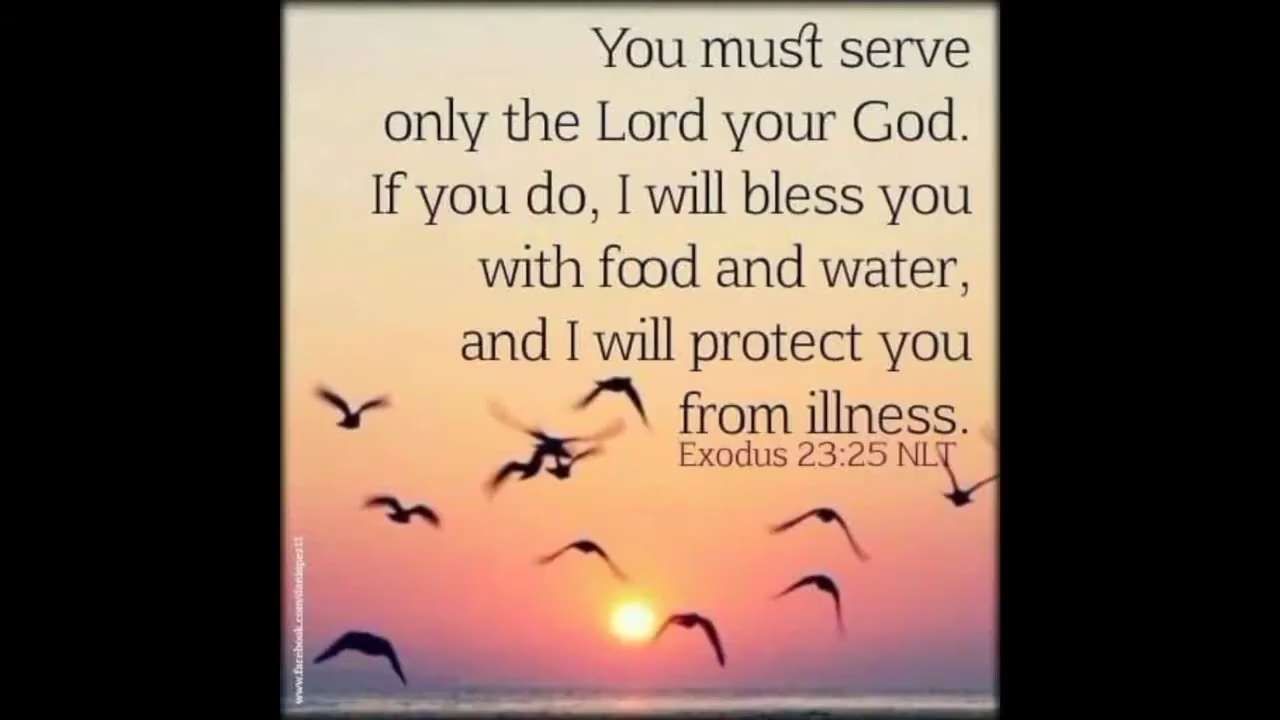 You must serve
only the Lord your God.
If you do, I will bless you
with food and water,
and I will protect you
from illness.
Exodus 23:25 NLT